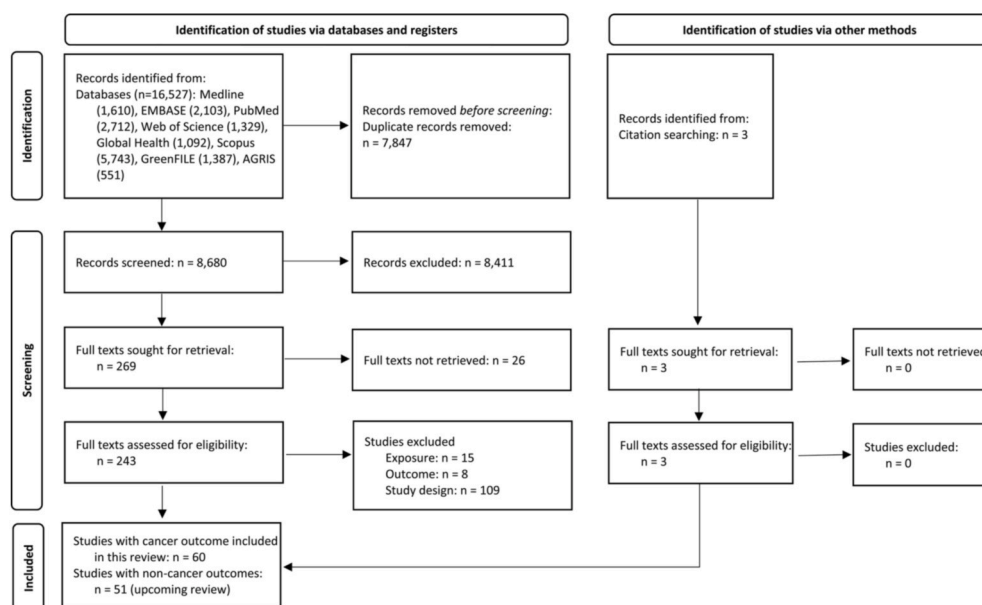 Identification of studies via databases and registers
Identification of studies via other methods
Identification
Records identified from:
Databases (n=16,527): Medline
(1,610), EMBASE (2,103), PubMed
(2,712), Web of Science (1,329),
Global Health (1,092), Scopus
(5,743), GreenFILE (1,387), AGRIS
(551)
Records removed before screening:
Duplicate records removed:
n = 7,847
Records identified from:
Citation searching: n = 3
Screening
Records screened: n = 8,680
Records excluded: n = 8,411
Full texts sought for retrieval:
n = 269
Full texts not retrieved: n = 26
Full texts sought for retrieval:
n = 3
Full texts not retrieved:
n = 0
Full texts assessed for eligibility:
n = 243
Studies excluded
Exposure: n = 15
Outcome: n = 8
Study design: n = 109
Full texts assessed for eligibility:
n = 3
Studies excluded:
n = 0
Included
Studies with cancer outcome included
in this review: n = 60
Studies with non-cancer outcomes:
n = 51 (upcoming review)